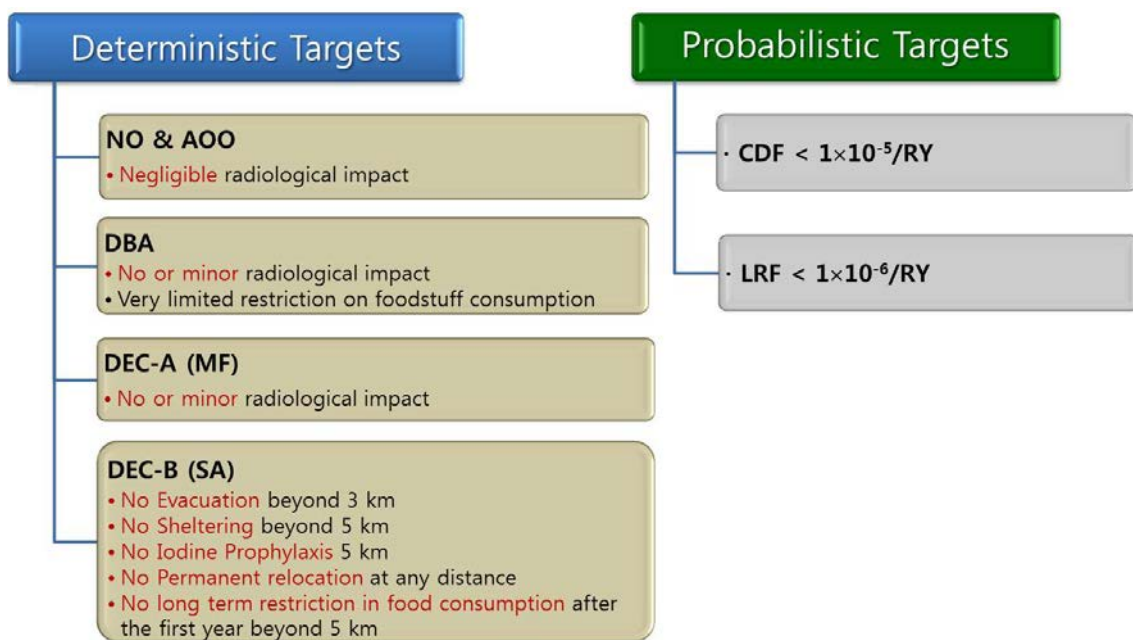 Deterministic Targets
NO & AOO
• Negligible radiological impact
DBA
• No or minor radiological impact
• Very limited restriction on foodstuff consumption
DEC-A (MF)
• No or minor radiological impact
DEC-B (SA)
• No Evacuation beyond 3 km
• No Sheltering beyond 5 km
• No Iodine Prophylaxis 5 km
• No Permanent relocation at any distance
• No long term restriction in food consumption after
the first year beyond 5 km
Probabilistic Targets
· CDF < 1×10⁻⁵/RY
· LRF < 1×10⁻⁶/RY